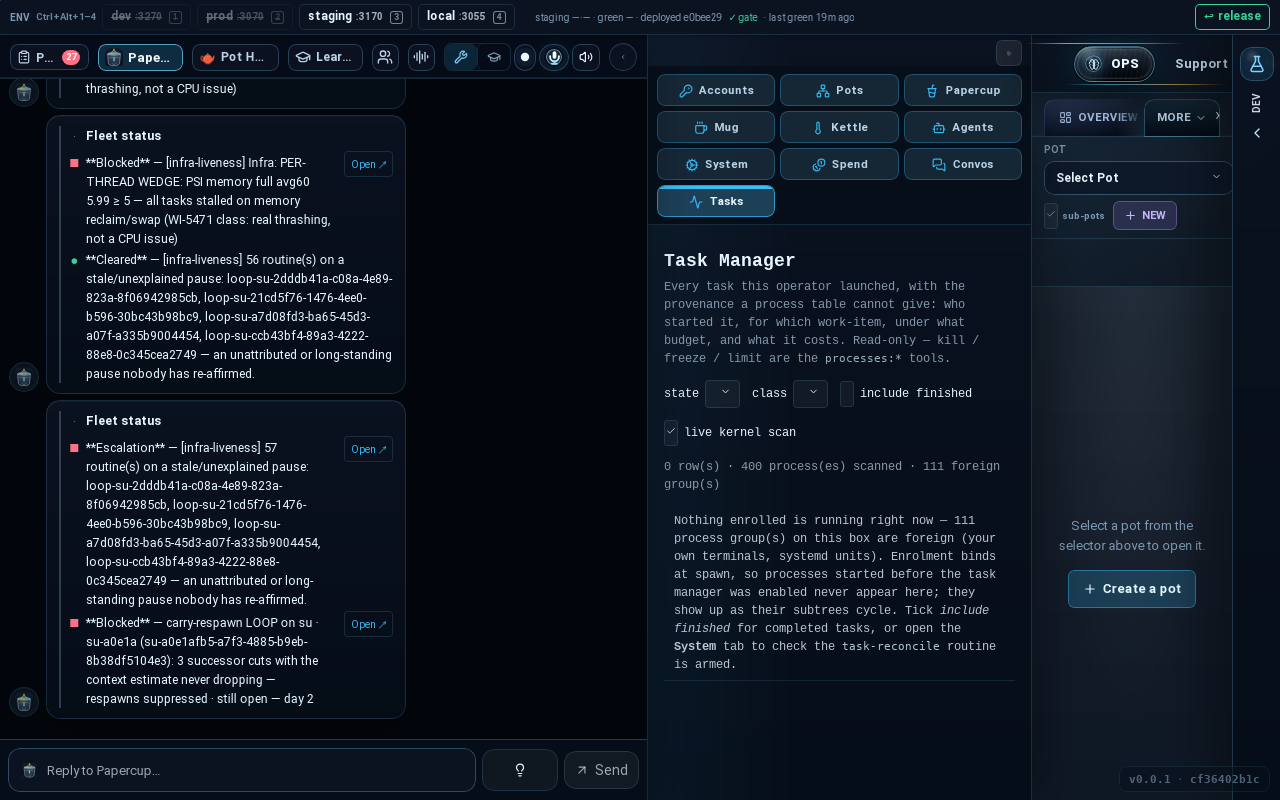 ENV Ctrl+Alt+1–4 dev :3270 1 prod :3070 2 staging :3170 3 local :3055 4 staging — — · green — · deployed e0bee29 ✓ gate · last green 19m ago ↩ release
P... 27 Pape... Pot H... Lear...
thrashing, not a CPU issue)
· Fleet status
**Blocked** — [infra-liveness] Infra: PER-
THREAD WEDGE: PSI memory full avg60
5.99 ≥ 5 — all tasks stalled on memory
reclaim/swap (WI-5471 class: real thrashing,
not a CPU issue)
Open ↗
**Cleared** — [infra-liveness] 56 routine(s) on a
stale/unexplained pause: loop-su-2dddb41a-c08a-4e89-
823a-8f06942985cb, loop-su-21cd5f76-1476-4ee0-
b596-30bc43b98bc9, loop-su-a7d08fd3-ba65-45d3-
a07f-a335b9004454, loop-su-ccb43bf4-89a3-4222-
88e8-0c345cea2749 — an unattributed or long-standing
pause nobody has re-affirmed.
· Fleet status
**Escalation** — [infra-liveness] 57
routine(s) on a stale/unexplained pause:
loop-su-2dddb41a-c08a-4e89-823a-
8f06942985cb, loop-su-21cd5f76-1476-
4ee0-b596-30bc43b98bc9, loop-su-
a7d08fd3-ba65-45d3-a07f-a335b9004454,
loop-su-ccb43bf4-89a3-4222-88e8-
0c345cea2749 — an unattributed or long-
standing pause nobody has re-affirmed.
Open ↗
**Blocked** — carry-respawn LOOP on su ·
su-a0e1a (su-a0e1afb5-a7f3-4885-b9eb-
8b38df5104e3): 3 successor cuts with the
context estimate never dropping —
respawns suppressed · still open — day 2
Open ↗
Reply to Papercup...
Send
Accounts Pots Papercup
Mug Kettle Agents
System Spend Convos
Tasks
Task Manager
Every task this operator launched, with the
provenance a process table cannot give: who
started it, for which work-item, under what
budget, and what it costs. Read-only — kill /
freeze / limit are the processes:* tools.
state class include finished
live kernel scan
0 row(s) · 400 process(es) scanned · 111 foreign
group(s)
Nothing enrolled is running right now — 111
process group(s) on this box are foreign (your
own terminals, systemd units). Enrolment binds
at spawn, so processes started before the task
manager was enabled never appear here; they
show up as their subtrees cycle. Tick include
finished for completed tasks, or open the
System tab to check the task-reconcile routine
is armed.
OPS Support
OVERVIEW MORE
POT
Select Pot
sub-pots + NEW
Select a pot from the
selector above to open it.
+ Create a pot
DEV
v0.0.1 · cf36402b1c